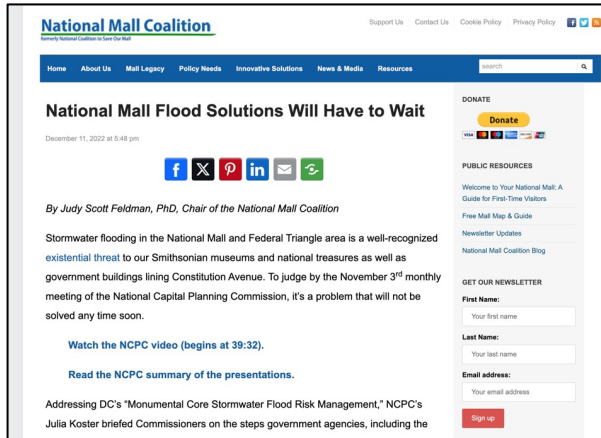 National Mall Coalition
formerly National Coalition to Save Our Mall
Support Us Contact Us Cookie Policy Privacy Policy
Home About Us Mall Legacy Policy Needs Innovative Solutions News & Media Resources
search
National Mall Flood Solutions Will Have to Wait
December 11, 2022 at 5:48 pm
By Judy Scott Feldman, PhD, Chair of the National Mall Coalition
Stormwater flooding in the National Mall and Federal Triangle area is a well-recognized
existential threat to our Smithsonian museums and national treasures as well as
government buildings lining Constitution Avenue. To judge by the November 3rd monthly
meeting of the National Capital Planning Commission, it's a problem that will not be
solved any time soon.
Watch the NCPC video (begins at 39:32).
Read the NCPC summary of the presentations.
Addressing DC's “Monumental Core Stormwater Flood Risk Management,” NCPC's
Julia Koster briefed Commissioners on the steps government agencies, including the
DONATE
Donate
VISA
PUBLIC RESOURCES
Welcome to Your National Mall: A
Guide for First-Time Visitors
Free Mall Map & Guide
Newsletter Updates
National Mall Coalition Blog
GET OUR NEWSLETTER
First Name:
Your first name
Last Name:
Your last name
Email address:
Your email address
Sign up